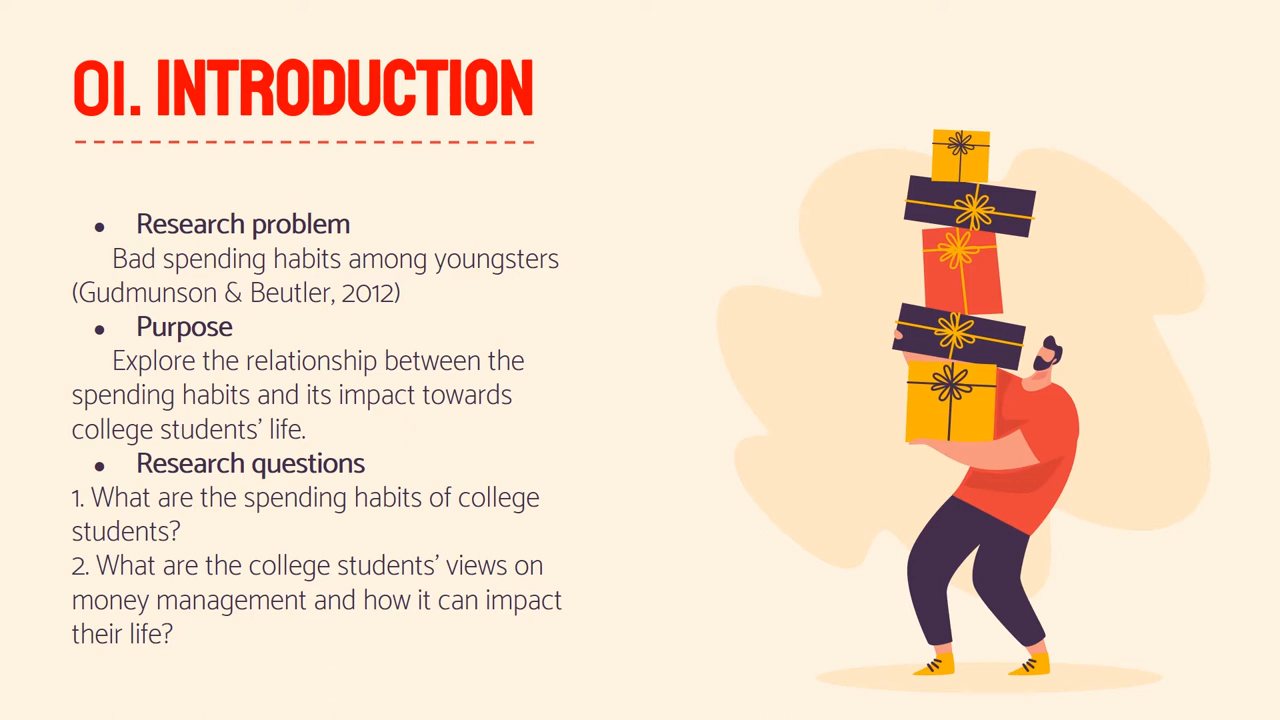 01. INTRODUCTION
● Research problem
Bad spending habits among youngsters
(Gudmunson & Beutler, 2012)
● Purpose
Explore the relationship between the
spending habits and its impact towards
college students’ life.
● Research questions
1. What are the spending habits of college
students?
2. What are the college students’ views on
money management and how it can impact
their life?